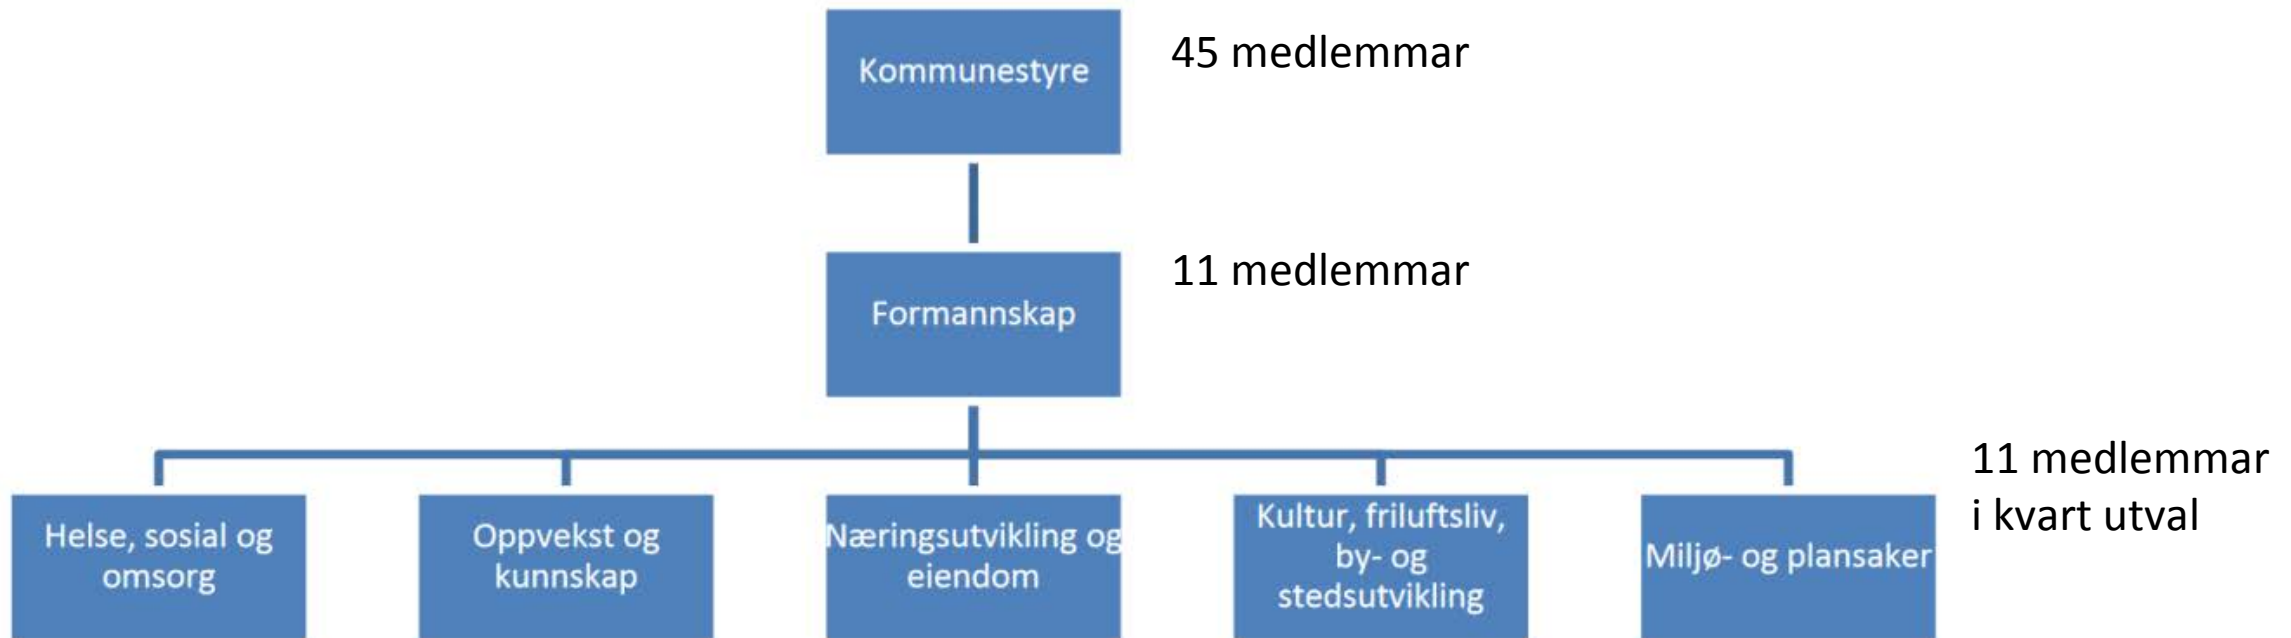 Kommunestyre
45 medlemmar
Formannskap
11 medlemmar
Helse, sosial og
omsorg
Oppvekst og
kunnskap
Næringsutvikling og
eiendom
Kultur, friluftsliv,
by- og
stedsutvikling
Miljø- og plansaker
11 medlemmar
i kvart utval